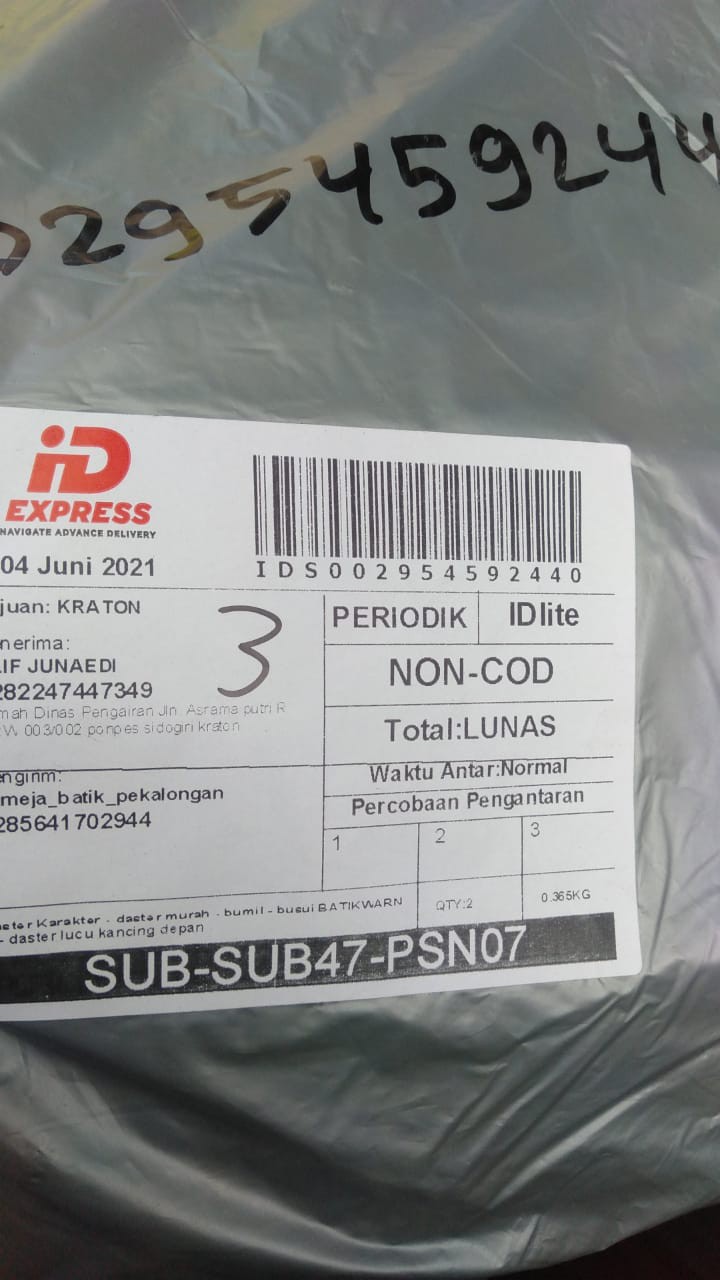 0295459244
iD
EXPRESS
NAVIGATE ADVANCE DELIVERY
04 Juni 2021
IDS002954592440
juan: KRATON
3
PERIODIK
IDlite
nerima:
LIF JUNAEDI
282247447349
mah Dinas Pengairan Jln. Asrama putri R
W 003/002 ponpes sidogiri kraton
NON-COD
Total:LUNAS
engirim:
meja_batik_pekalongan
285641702944
Waktu Antar:Normal
Percobaan Pengantaran
1
2
3
ster Karakter - daster murah - bumil - busui BATIKWARN
- daster lucu kancing depan
QTY:2
0.365KG
SUB-SUB47-PSN07